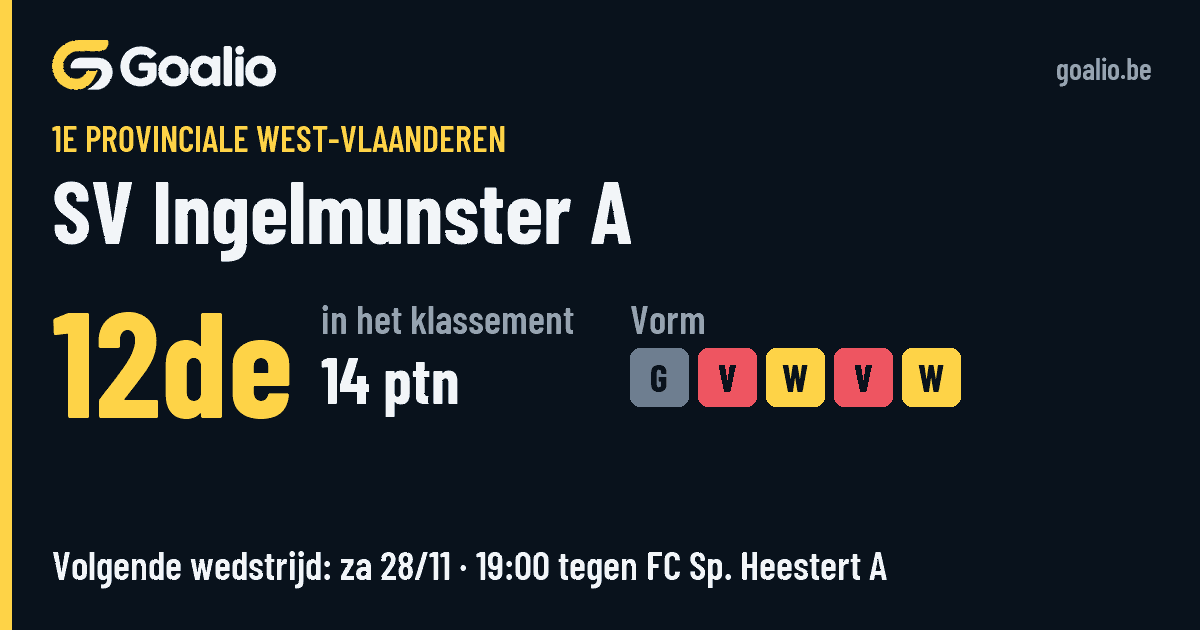 Goalio
goalio.be
1E PROVINCIALE WEST-VLAANDEREN
SV Ingelmunster A
12de
in het klassement
14 ptn
Vorm
G V W V W
Volgende wedstrijd: za 28/11 · 19:00 tegen FC Sp. Heestert A